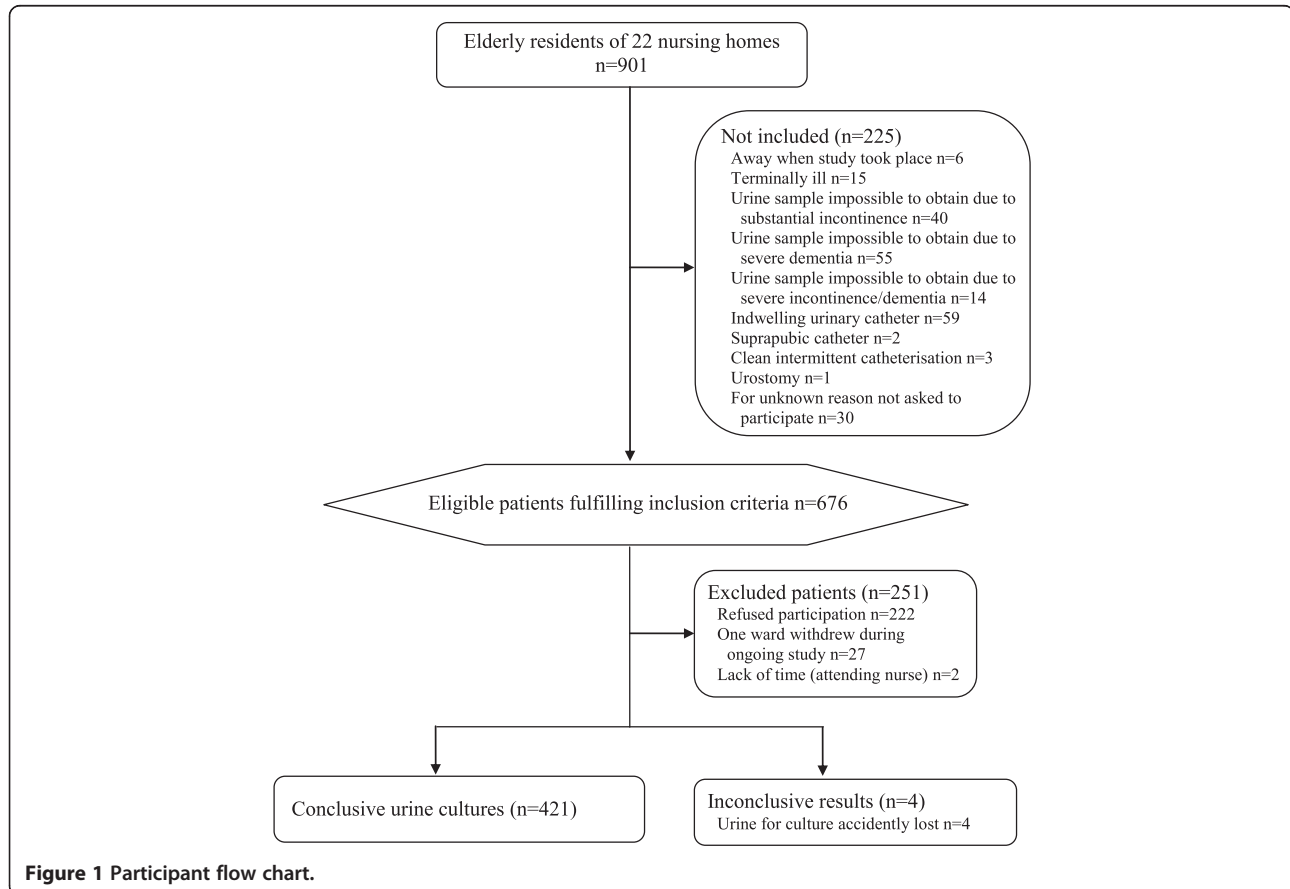 Elderly residents of 22 nursing homes
n=901
Not included (n=225)
Away when study took place n=6
Terminally ill n=15
Urine sample impossible to obtain due to
substantial incontinence n=40
Urine sample impossible to obtain due to
severe dementia n=55
Urine sample impossible to obtain due to
severe incontinence/dementia n=14
Indwelling urinary catheter n=59
Suprapubic catheter n=2
Clean intermittent catheterisation n=3
Urostomy n=1
For unknown reason not asked to
participate n=30
Eligible patients fulfilling inclusion criteria n=676
Excluded patients (n=251)
Refused participation n=222
One ward withdrew during
ongoing study n=27
Lack of time (attending nurse) n=2
Conclusive urine cultures (n=421)
Inconclusive results (n=4)
Urine for culture accidently lost n=4
Figure 1 Participant flow chart.